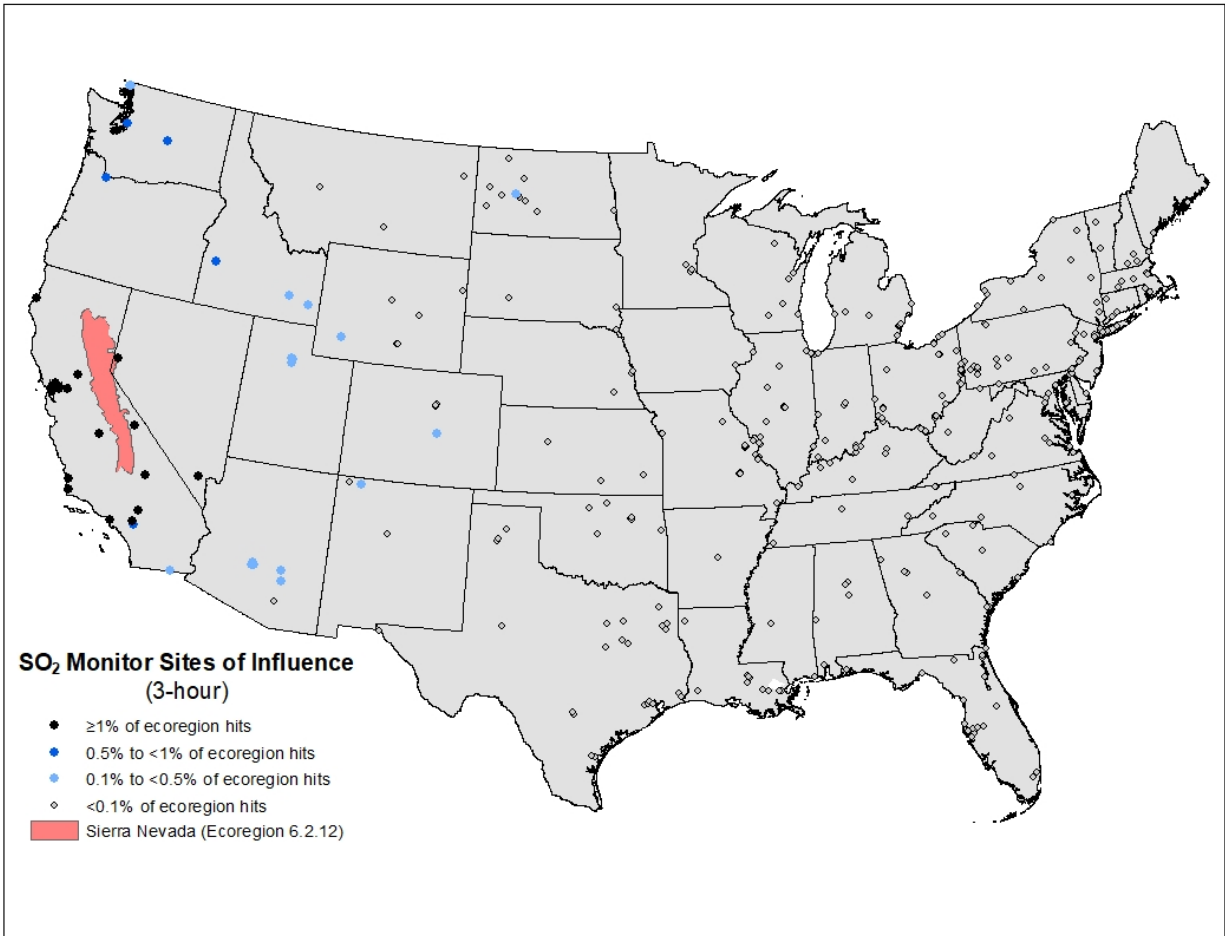 SO₂ Monitor Sites of Influence
(3-hour)
≥1% of ecoregion hits
0.5% to <1% of ecoregion hits
0.1% to <0.5% of ecoregion hits
<0.1% of ecoregion hits
Sierra Nevada (Ecoregion 6.2.12)